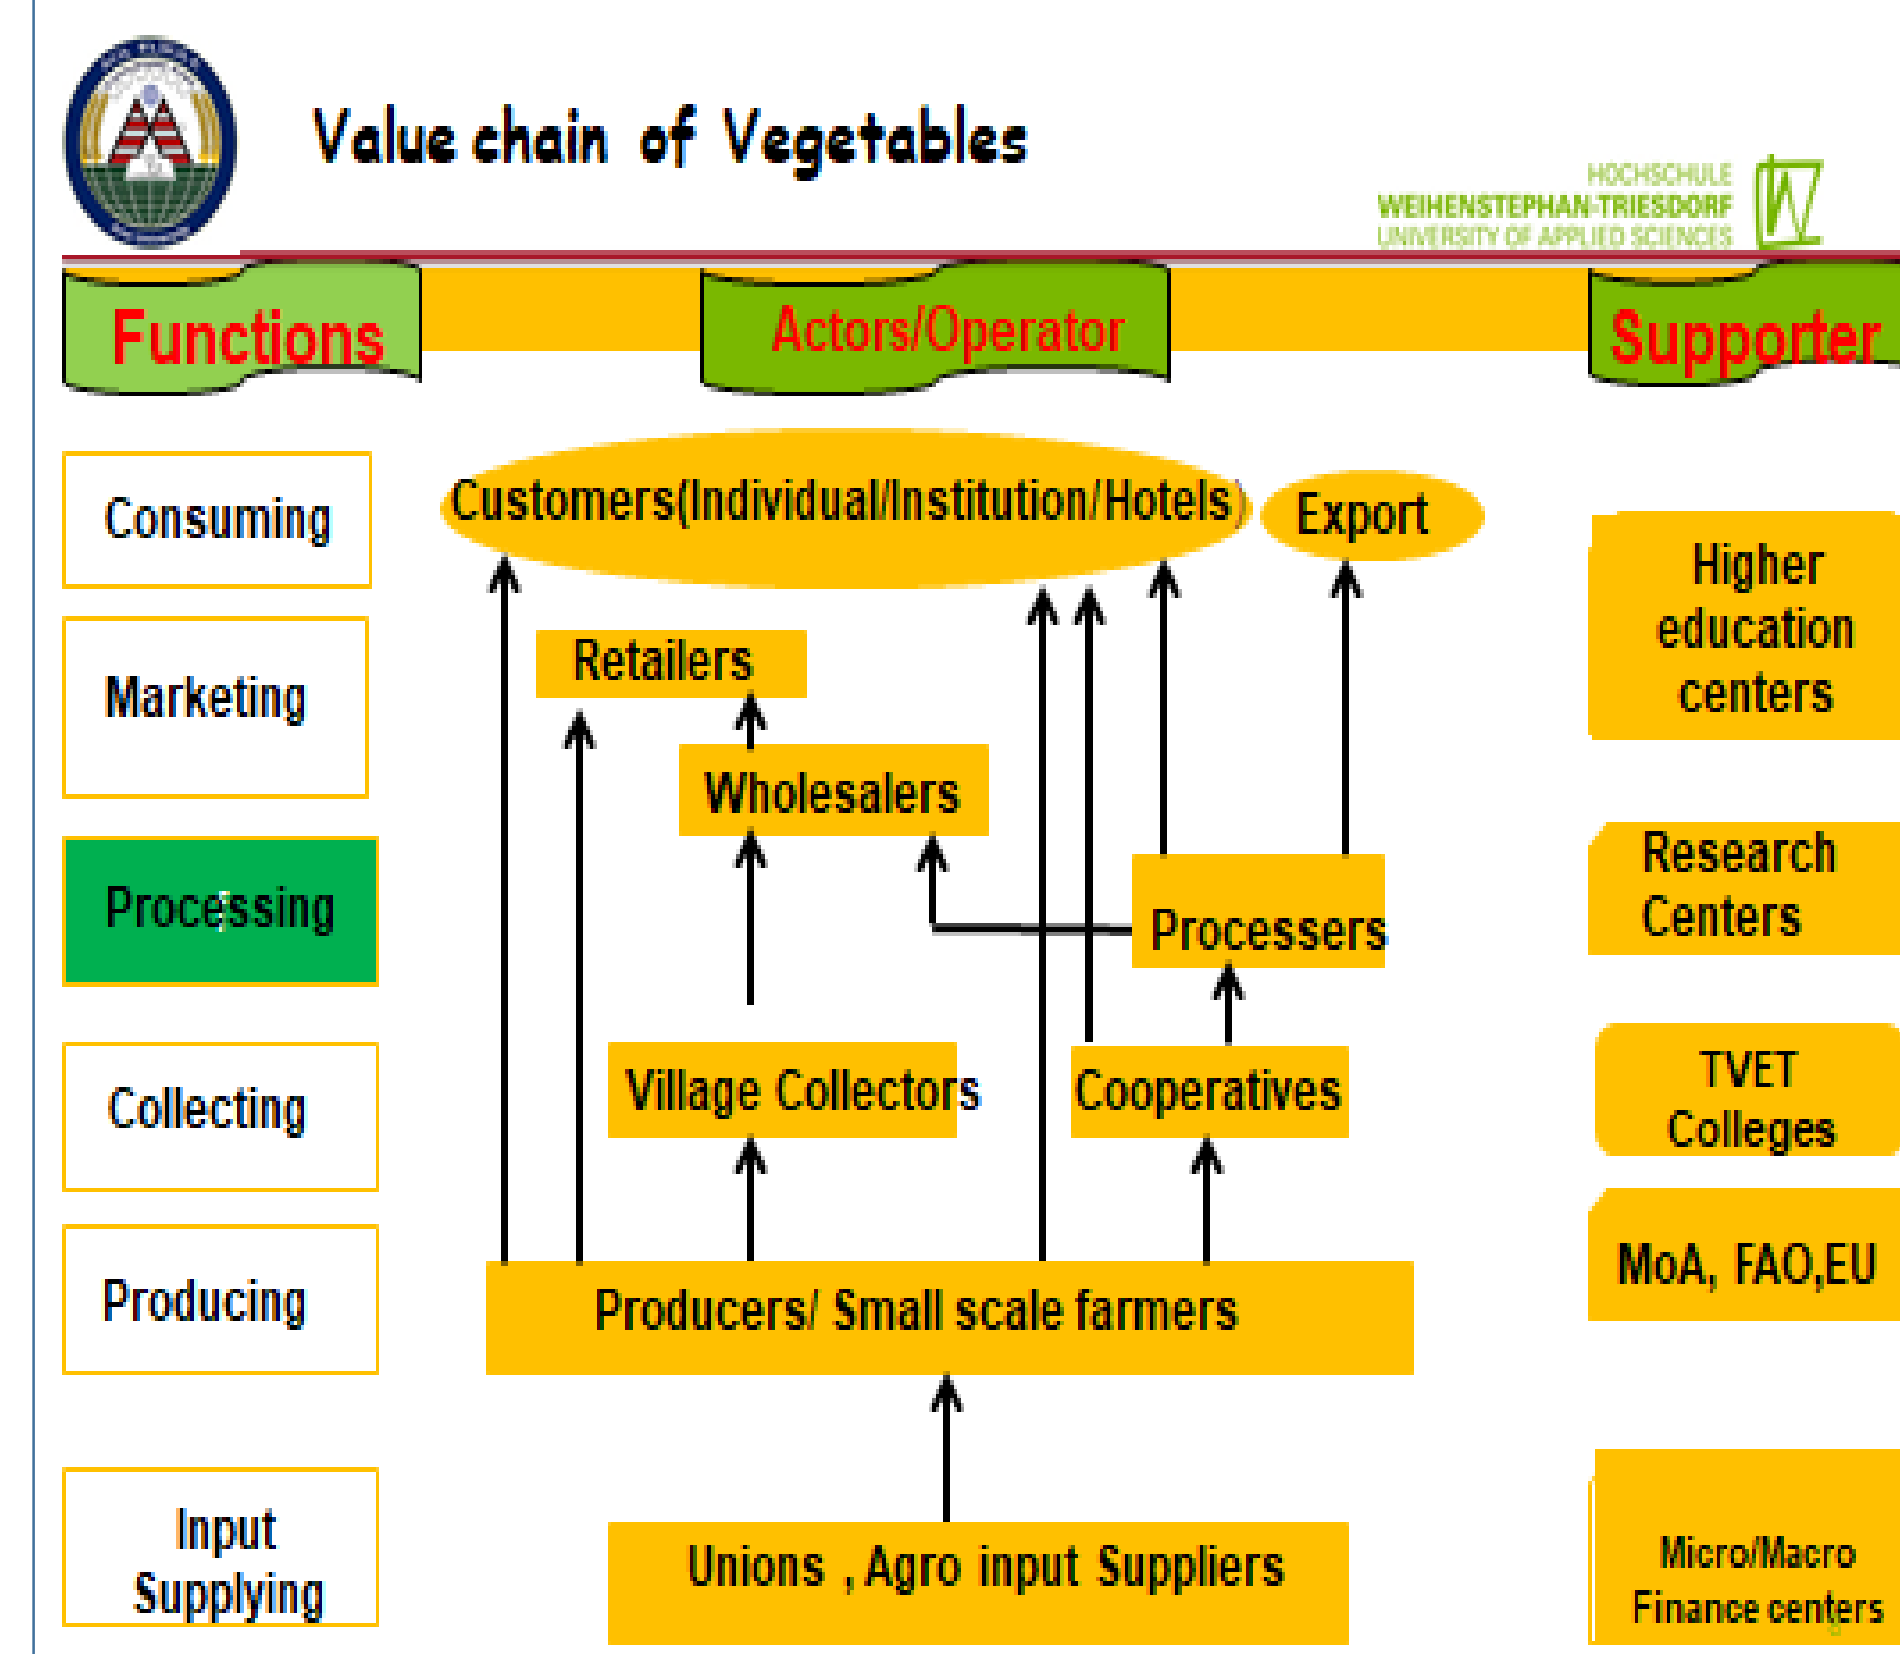 Value chain of Vegetables
HOCHSCHULE
WEIHENSTEPHAN-TRIESDORF
UNIVERSITY OF APPLIED SCIENCES
Functions
Actors/Operator
Supporter
Consuming
Customers(Individual/Institution/Hotels)
Export
Higher
education
centers
Marketing
Retailers
Wholesalers
Processing
Processers
Research
Centers
Collecting
Village Collectors
Cooperatives
TVET
Colleges
Producing
Producers/ Small scale farmers
MoA, FAO,EU
Input
Supplying
Unions , Agro input Suppliers
Micro/Macro
Finance centers